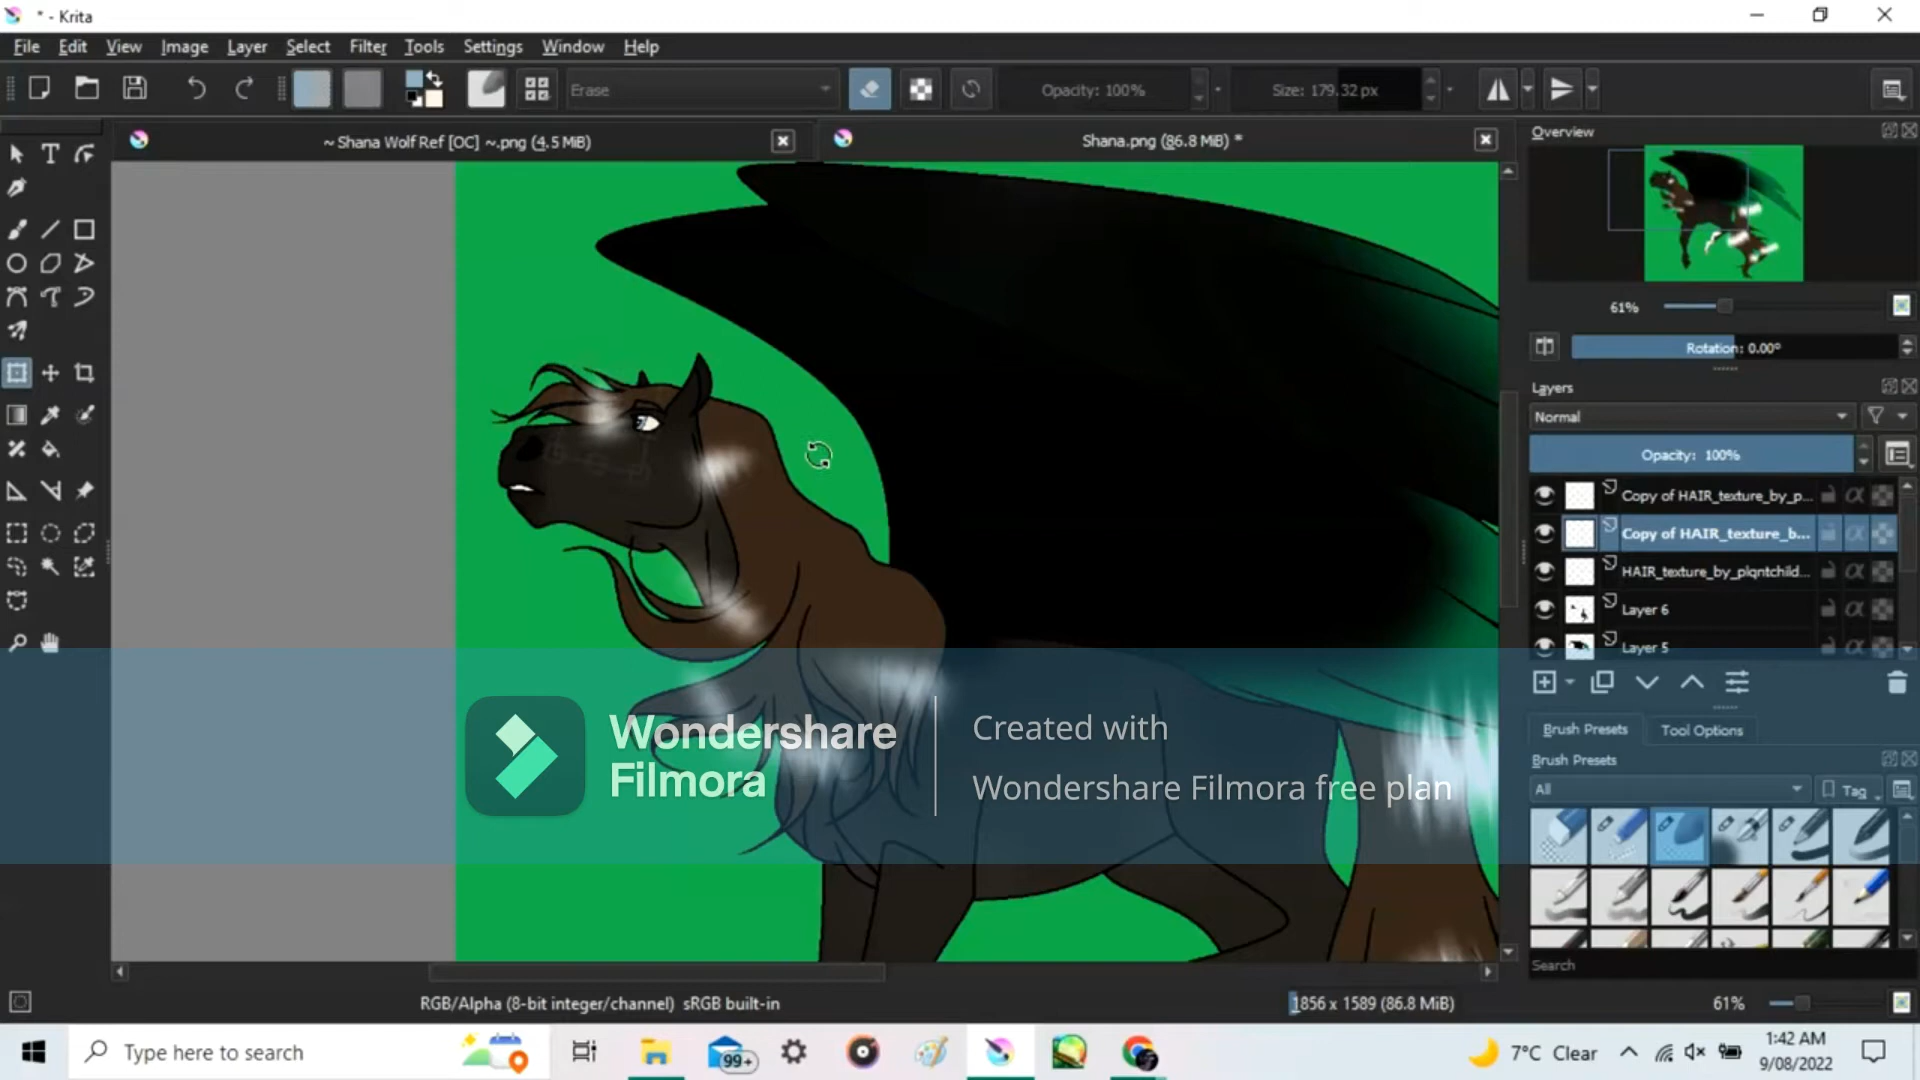 * - Krita
File Edit View Image Layer Select Filter Tools Settings Window Help
Erase
Opacity: 100%
Size: 179.32 px
~ Shana Wolf Ref [OC] ~.png (4.5 MiB)
Shana.png (86.8 MiB) *
Overview
61%
Rotation: 0.00°
Layers
Normal
Opacity: 100%
Copy of HAIR_texture_by_p...
Copy of HAIR_texture_b...
HAIR_texture_by_plqntchild...
Layer 6
Layer 5
Wondershare
Filmora
Created with
Wondershare Filmora free plan
Brush Presets
Tool Options
Brush Presets
All
Tag
Search
RGB/Alpha (8-bit integer/channel) sRGB built-in
1856 x 1589 (86.8 MiB)
61%
Type here to search
99+
7°C Clear
1:42 AM
9/08/2022